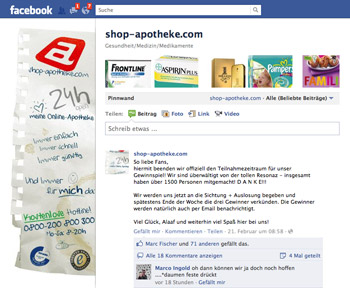 facebook
Suche
shop-apotheke.com
Gesundheit/Medizin/Medikamente
FRONTLINE
ASPIRIN PLUS
Pampers
FAMIL
Pinnwand
shop-apotheke.com · Alle (Beliebte Beiträge)
Teilen: Beitrag Foto Link Video
Schreib etwas ...
shop-apotheke.com
24h
meine Online-Apotheke
Immer einfach
Immer schnell
Immer günstig
Und immer
für mich da!
Kostenlose Hotline!
0800-200 800 300
shop-apotheke.com
So liebe Fans,
hiermit beenden wir offiziell den Teilnahmezeitraum für unser
Gewinnspiel! Wir sind überwältigt von der tollen Resonaz - insgesamt
haben über 1500 Personen mitgemacht! D A N K E!!!
Wir werden uns jetzt an die Sichtung + Auslosung begeben und
spätestens Ende der Woche die drei Gewinner verkünden. Die Gewinner
werden natürlich auch per Email benachrichtigt.
Viel Glück, Alaaf und weiterhin viel Spaß hier bei uns!
Gefällt mir · Kommentieren · Teilen · 21. Februar um 08:58
Marc Fischer und 71 anderen gefällt das.
Alle 18 Kommentare anzeigen
4 Mal geteilt
Marco Ingold oh dann können wir ja doch noch hoffen
....*daumen feste drückt
vor 18 Stunden · Gefällt mir